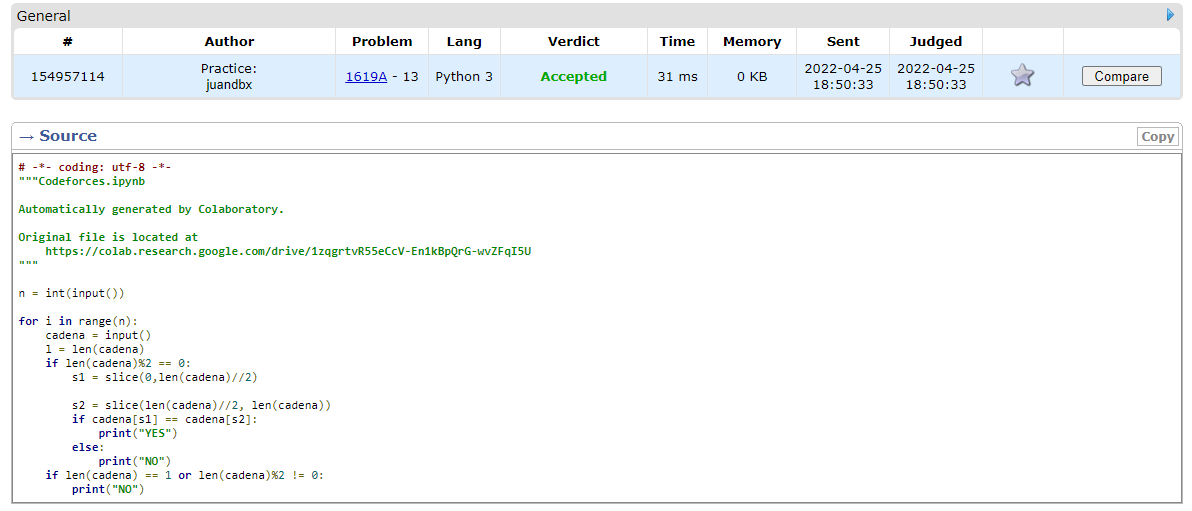 General
# Author Problem Lang Verdict Time Memory Sent Judged
154957114 Practice: juandbx 1619A - 13 Python 3 Accepted 31 ms 0 KB 2022-04-25 18:50:33 2022-04-25 18:50:33 Compare
→ Source Copy
# -*- coding: utf-8 -*-
"""Codeforces.ipynb
Automatically generated by Colaboratory.
Original file is located at
    https://colab.research.google.com/drive/1zqgrtvR55eCcV-En1kBpQrG-wvZFqI5U
"""
n = int(input())
for i in range(n):
    cadena = input()
    l = len(cadena)
    if len(cadena)%2 == 0:
        s1 = slice(0,len(cadena)//2)
        s2 = slice(len(cadena)//2, len(cadena))
        if cadena[s1] == cadena[s2]:
            print("YES")
        else:
            print("NO")
    if len(cadena) == 1 or len(cadena)%2 != 0:
        print("NO")